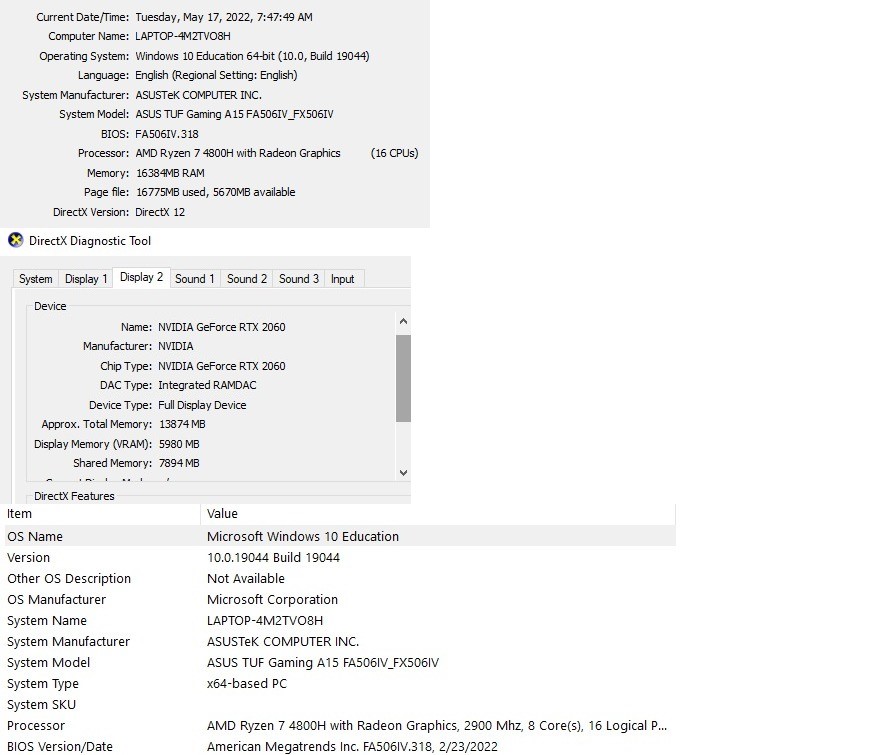 Current Date/Time: Tuesday, May 17, 2022, 7:47:49 AM
Computer Name: LAPTOP-4M2TVO8H
Operating System: Windows 10 Education 64-bit (10.0, Build 19044)
Language: English (Regional Setting: English)
System Manufacturer: ASUSTeK COMPUTER INC.
System Model: ASUS TUF Gaming A15 FA506IV_FX506IV
BIOS: FA506IV.318
Processor: AMD Ryzen 7 4800H with Radeon Graphics (16 CPUs)
Memory: 16384MB RAM
Page file: 16775MB used, 5670MB available
DirectX Version: DirectX 12
DirectX Diagnostic Tool
System Display 1 Display 2 Sound 1 Sound 2 Sound 3 Input
Device
Name: NVIDIA GeForce RTX 2060
Manufacturer: NVIDIA
Chip Type: NVIDIA GeForce RTX 2060
DAC Type: Integrated RAMDAC
Device Type: Full Display Device
Approx. Total Memory: 13874 MB
Display Memory (VRAM): 5980 MB
Shared Memory: 7894 MB
DirectX Features
Item Value
OS Name Microsoft Windows 10 Education
Version 10.0.19044 Build 19044
Other OS Description Not Available
OS Manufacturer Microsoft Corporation
System Name LAPTOP-4M2TVO8H
System Manufacturer ASUSTeK COMPUTER INC.
System Model ASUS TUF Gaming A15 FA506IV_FX506IV
System Type x64-based PC
System SKU
Processor AMD Ryzen 7 4800H with Radeon Graphics, 2900 Mhz, 8 Core(s), 16 Logical P...
BIOS Version/Date American Megatrends Inc. FA506IV.318, 2/23/2022